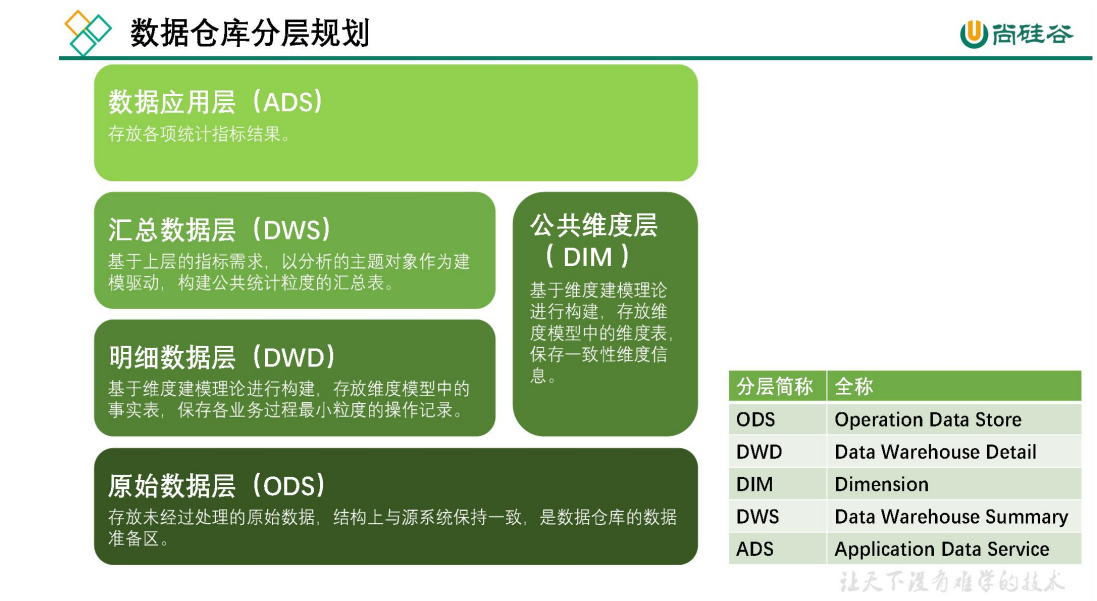 数据仓库分层规划
尚硅谷
数据应用层（ADS）
存放各项统计指标结果。
汇总数据层（DWS）
基于上层的指标需求，以分析的主题对象作为建
模驱动，构建公共统计粒度的汇总表。
公共维度层
（ DIM ）
基于维度建模理论
进行构建，存放维
度模型中的维度表，
保存一致性维度信
息。
明细数据层（DWD）
基于维度建模理论进行构建，存放维度模型中的
事实表，保存各业务过程最小粒度的操作记录。
原始数据层（ODS）
存放未经过处理的原始数据，结构上与源系统保持一致，是数据仓库的数据
准备区。
分层简称 全称
ODS Operation Data Store
DWD Data Warehouse Detail
DIM Dimension
DWS Data Warehouse Summary
ADS Application Data Service
让天下没有难学的技术